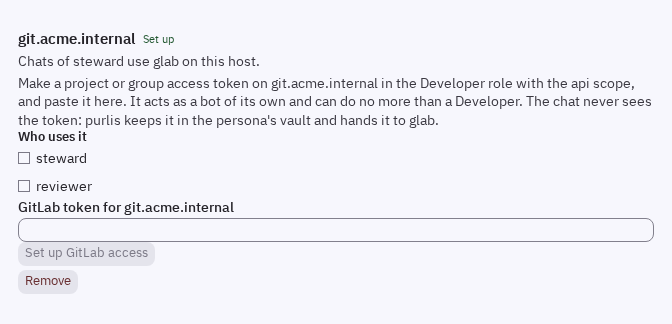 git.acme.internal Set up
Chats of steward use glab on this host.
Make a project or group access token on git.acme.internal in the Developer role with the api scope,
and paste it here. It acts as a bot of its own and can do no more than a Developer. The chat never sees
the token: purlis keeps it in the persona's vault and hands it to glab.
Who uses it
steward
reviewer
GitLab token for git.acme.internal
Set up GitLab access
Remove